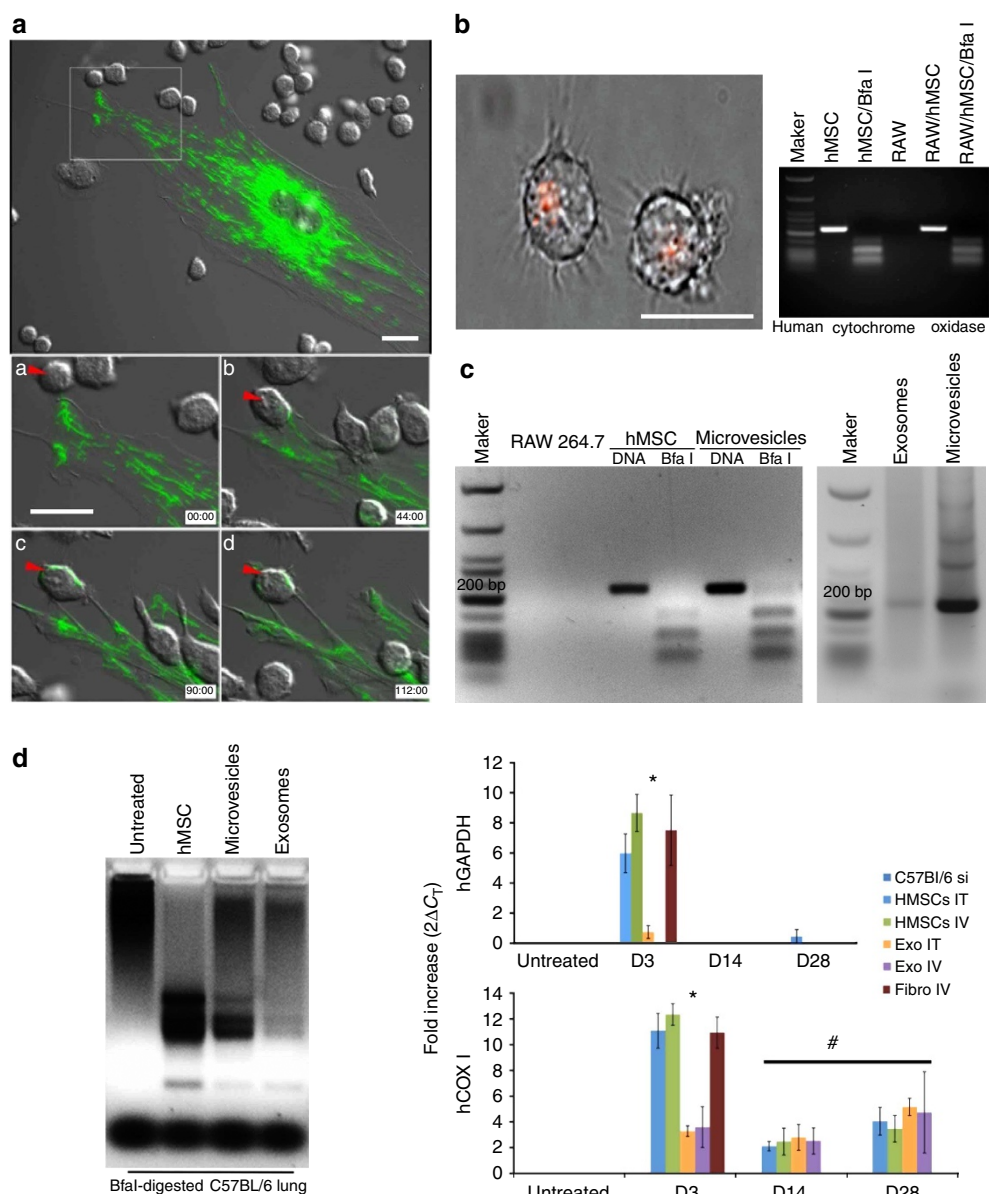 a
a
00:00
b
44:00
c
90:00
d
112:00
b
Maker
hMSC
hMSC/Bfa I
RAW
RAW/hMSC
RAW/hMSC/Bfa I
Human cytochrome oxidase
c
Maker
RAW 264.7
hMSC
Microvesicles
DNA
Bfa I
DNA
Bfa I
200 bp
Maker
Exosomes
Microvesicles
200 bp
d
Untreated
hMSC
Microvesicles
Exosomes
BfaI-digested C57BL/6 lung
Fold increase (2ΔCT)
hGAPDH
12
10
8
6
4
2
0
*
Untreated
D3
D14
D28
C57Bl/6 si
HMSCs IT
HMSCs IV
Exo IT
Exo IV
Fibro IV
hCOX I
14
12
10
8
6
4
2
0
*
#
Untreated
D3
D14
D28